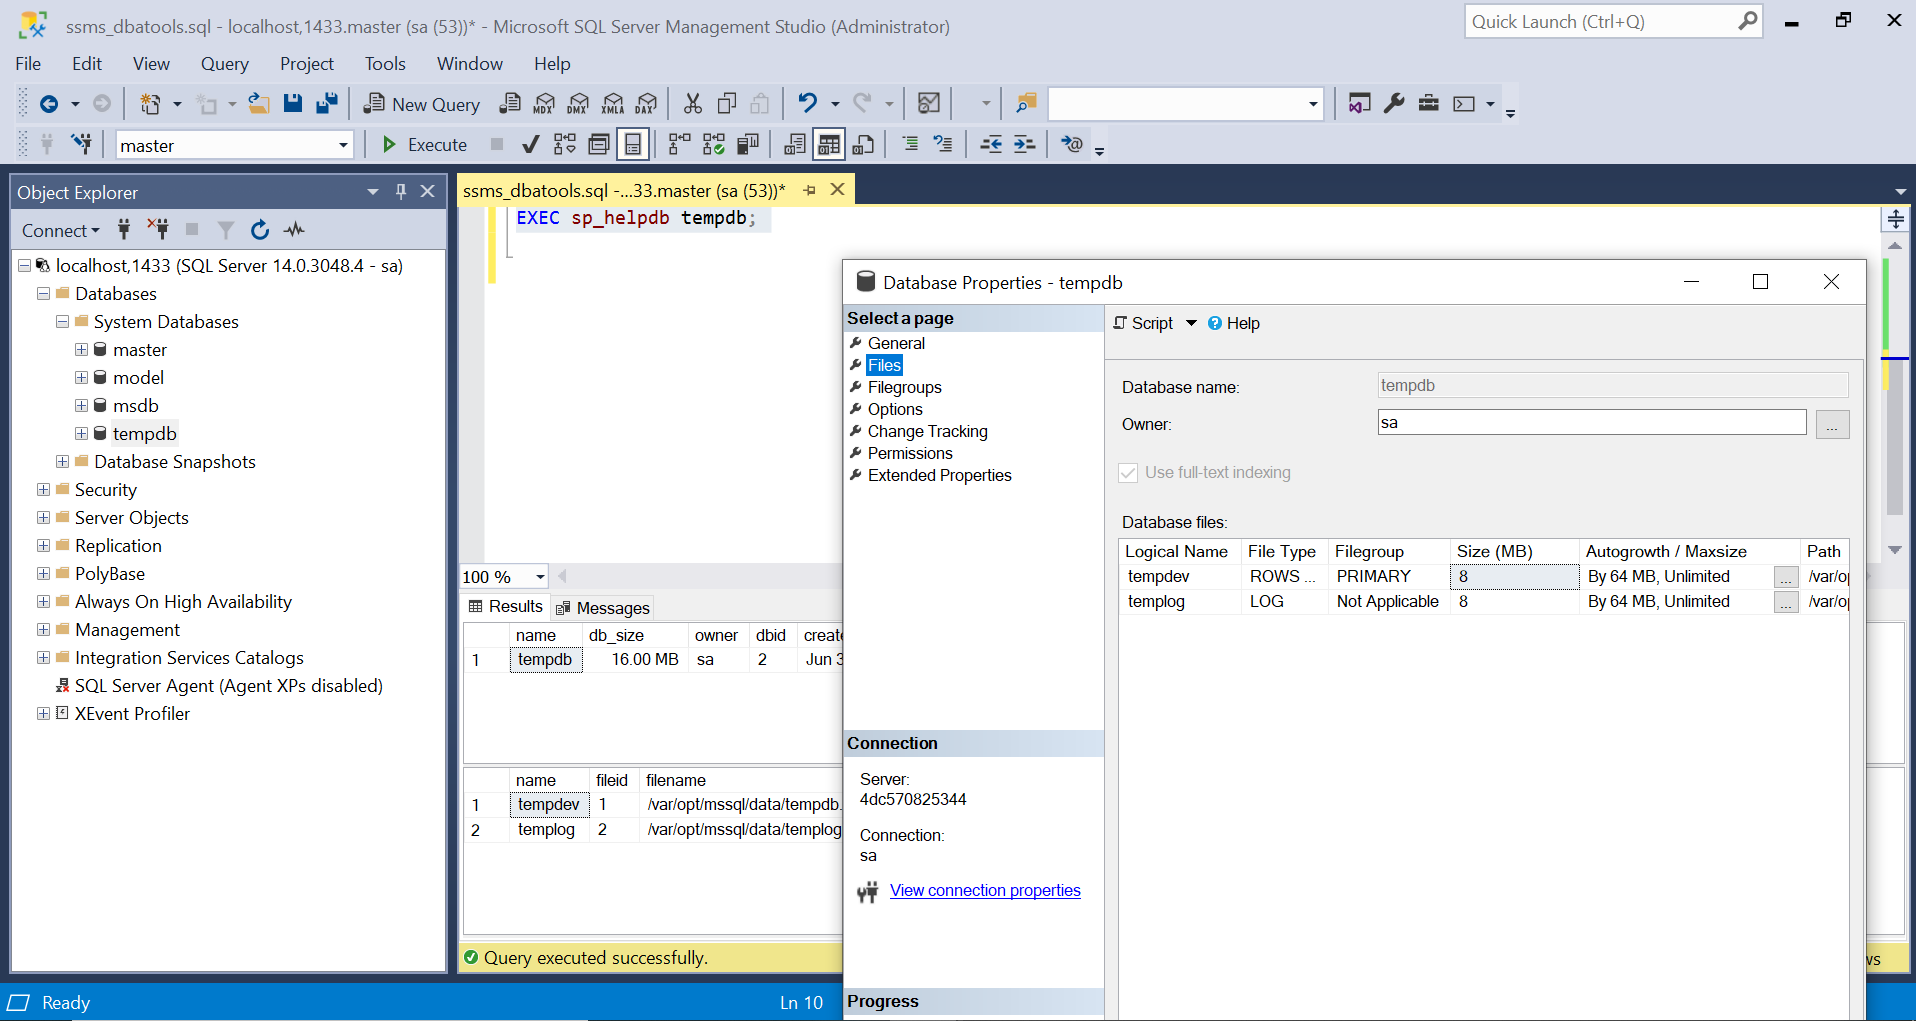 ssms_dbatools.sql - localhost,1433.master (sa (53))* - Microsoft SQL Server Management Studio (Administrator)
Quick Launch (Ctrl+Q)
File Edit View Query Project Tools Window Help
New Query MDX DMX XMLA DAX
master Execute
Object Explorer
Connect
localhost,1433 (SQL Server 14.0.3048.4 - sa)
Databases
System Databases
master
model
msdb
tempdb
Database Snapshots
Security
Server Objects
Replication
PolyBase
Always On High Availability
Management
Integration Services Catalogs
SQL Server Agent (Agent XPs disabled)
XEvent Profiler
ssms_dbatools.sql -...33.master (sa (53))*
EXEC sp_helpdb tempdb;
100 %
Results Messages
name db_size owner dbid create
1 tempdb 16.00 MB sa 2 Jun 3
name fileid filename
1 tempdev 1 /var/opt/mssql/data/tempdb.
2 templog 2 /var/opt/mssql/data/templog
Query executed successfully.
Database Properties - tempdb
Select a page
General
Files
Filegroups
Options
Change Tracking
Permissions
Extended Properties
Connection
Server:
4dc570825344
Connection:
sa
View connection properties
Progress
Script Help
Database name: tempdb
Owner: sa ...
Use full-text indexing
Database files:
Logical Name File Type Filegroup Size (MB) Autogrowth / Maxsize Path
tempdev ROWS ... PRIMARY 8 By 64 MB, Unlimited ... /var/o
templog LOG Not Applicable 8 By 64 MB, Unlimited ... /var/o
ws
Ready Ln 10